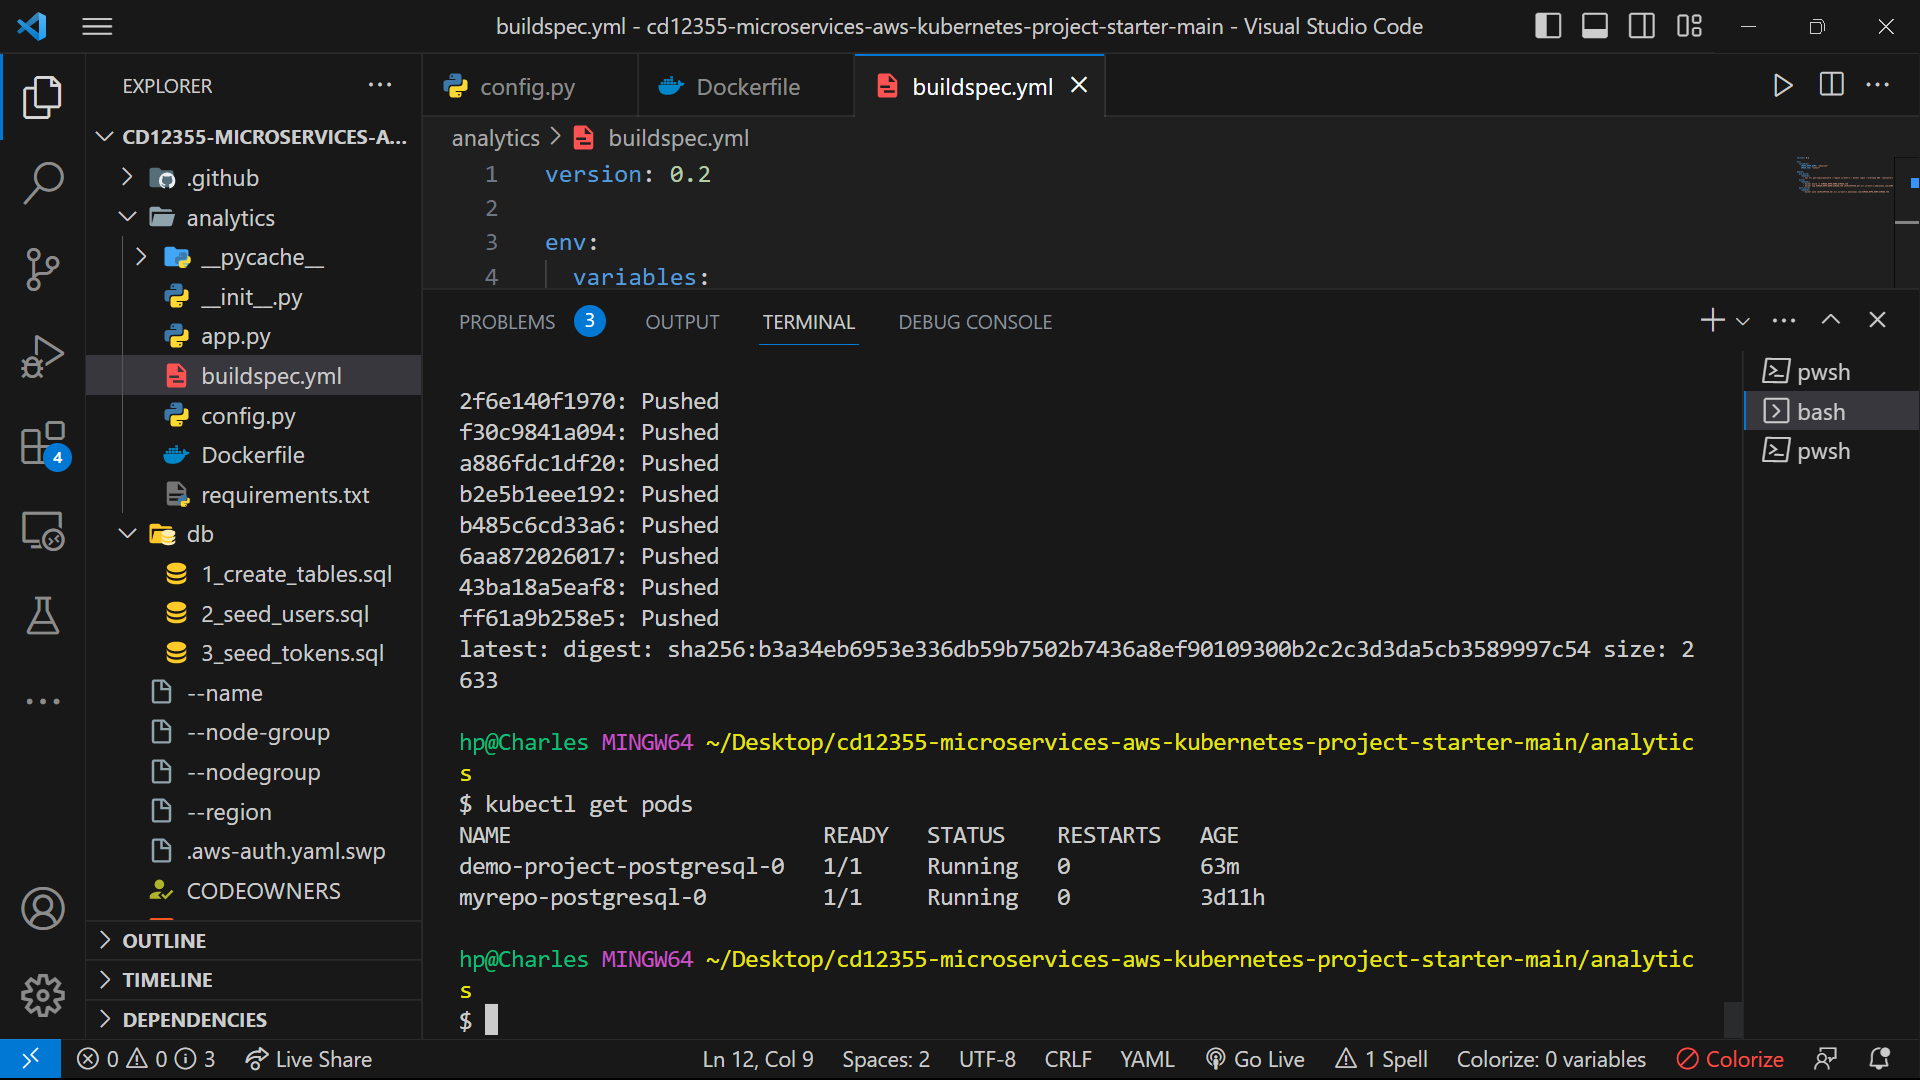 buildspec.yml - cd12355-microservices-aws-kubernetes-project-starter-main - Visual Studio Code
EXPLORER
CD12355-MICROSERVICES-A...
.github
analytics
__pycache__
__init__.py
app.py
buildspec.yml
config.py
Dockerfile
requirements.txt
db
1_create_tables.sql
2_seed_users.sql
3_seed_tokens.sql
--name
--node-group
--nodegroup
--region
.aws-auth.yaml.swp
CODEOWNERS
OUTLINE
TIMELINE
DEPENDENCIES
4
config.py
Dockerfile
buildspec.yml
analytics > buildspec.yml
1 version: 0.2
2
3 env:
4 variables:
PROBLEMS 3 OUTPUT TERMINAL DEBUG CONSOLE
2f6e140f1970: Pushed
f30c9841a094: Pushed
a886fdc1df20: Pushed
b2e5b1eee192: Pushed
b485c6cd33a6: Pushed
6aa872026017: Pushed
43ba18a5eaf8: Pushed
ff61a9b258e5: Pushed
latest: digest: sha256:b3a34eb6953e336db59b7502b7436a8ef90109300b2c2c3d3da5cb3589997c54 size: 2
633
hp@Charles MINGW64 ~/Desktop/cd12355-microservices-aws-kubernetes-project-starter-main/analytic
s
$ kubectl get pods
NAME READY STATUS RESTARTS AGE
demo-project-postgresql-0 1/1 Running 0 63m
myrepo-postgresql-0 1/1 Running 0 3d11h
hp@Charles MINGW64 ~/Desktop/cd12355-microservices-aws-kubernetes-project-starter-main/analytic
s
$
pwsh
bash
pwsh
0 0 3 Live Share Ln 12, Col 9 Spaces: 2 UTF-8 CRLF YAML Go Live 1 Spell Colorize: 0 variables Colorize